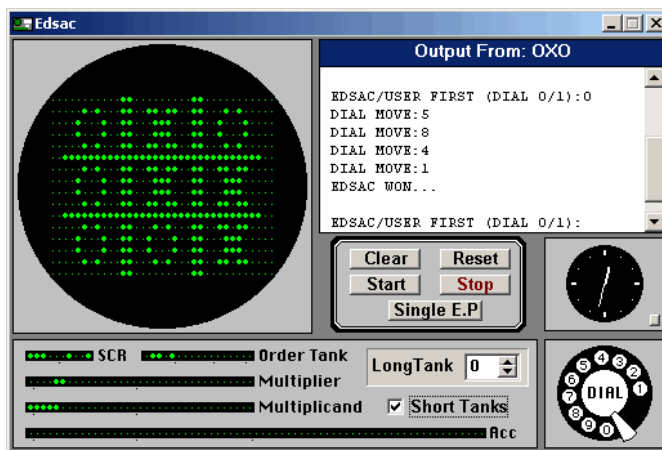 Edsac
Output From: OXO
EDSAC/USER FIRST (DIAL 0/1):0
DIAL MOVE:5
DIAL MOVE:8
DIAL MOVE:4
DIAL MOVE:1
EDSAC WON...
EDSAC/USER FIRST (DIAL 0/1):
Clear Reset
Start Stop
Single E.P
SCR Order Tank
Multiplier
Multiplicand
Acc
LongTank 0
Short Tanks
1 2 3 4 5 6 7 8 9 0
DIAL